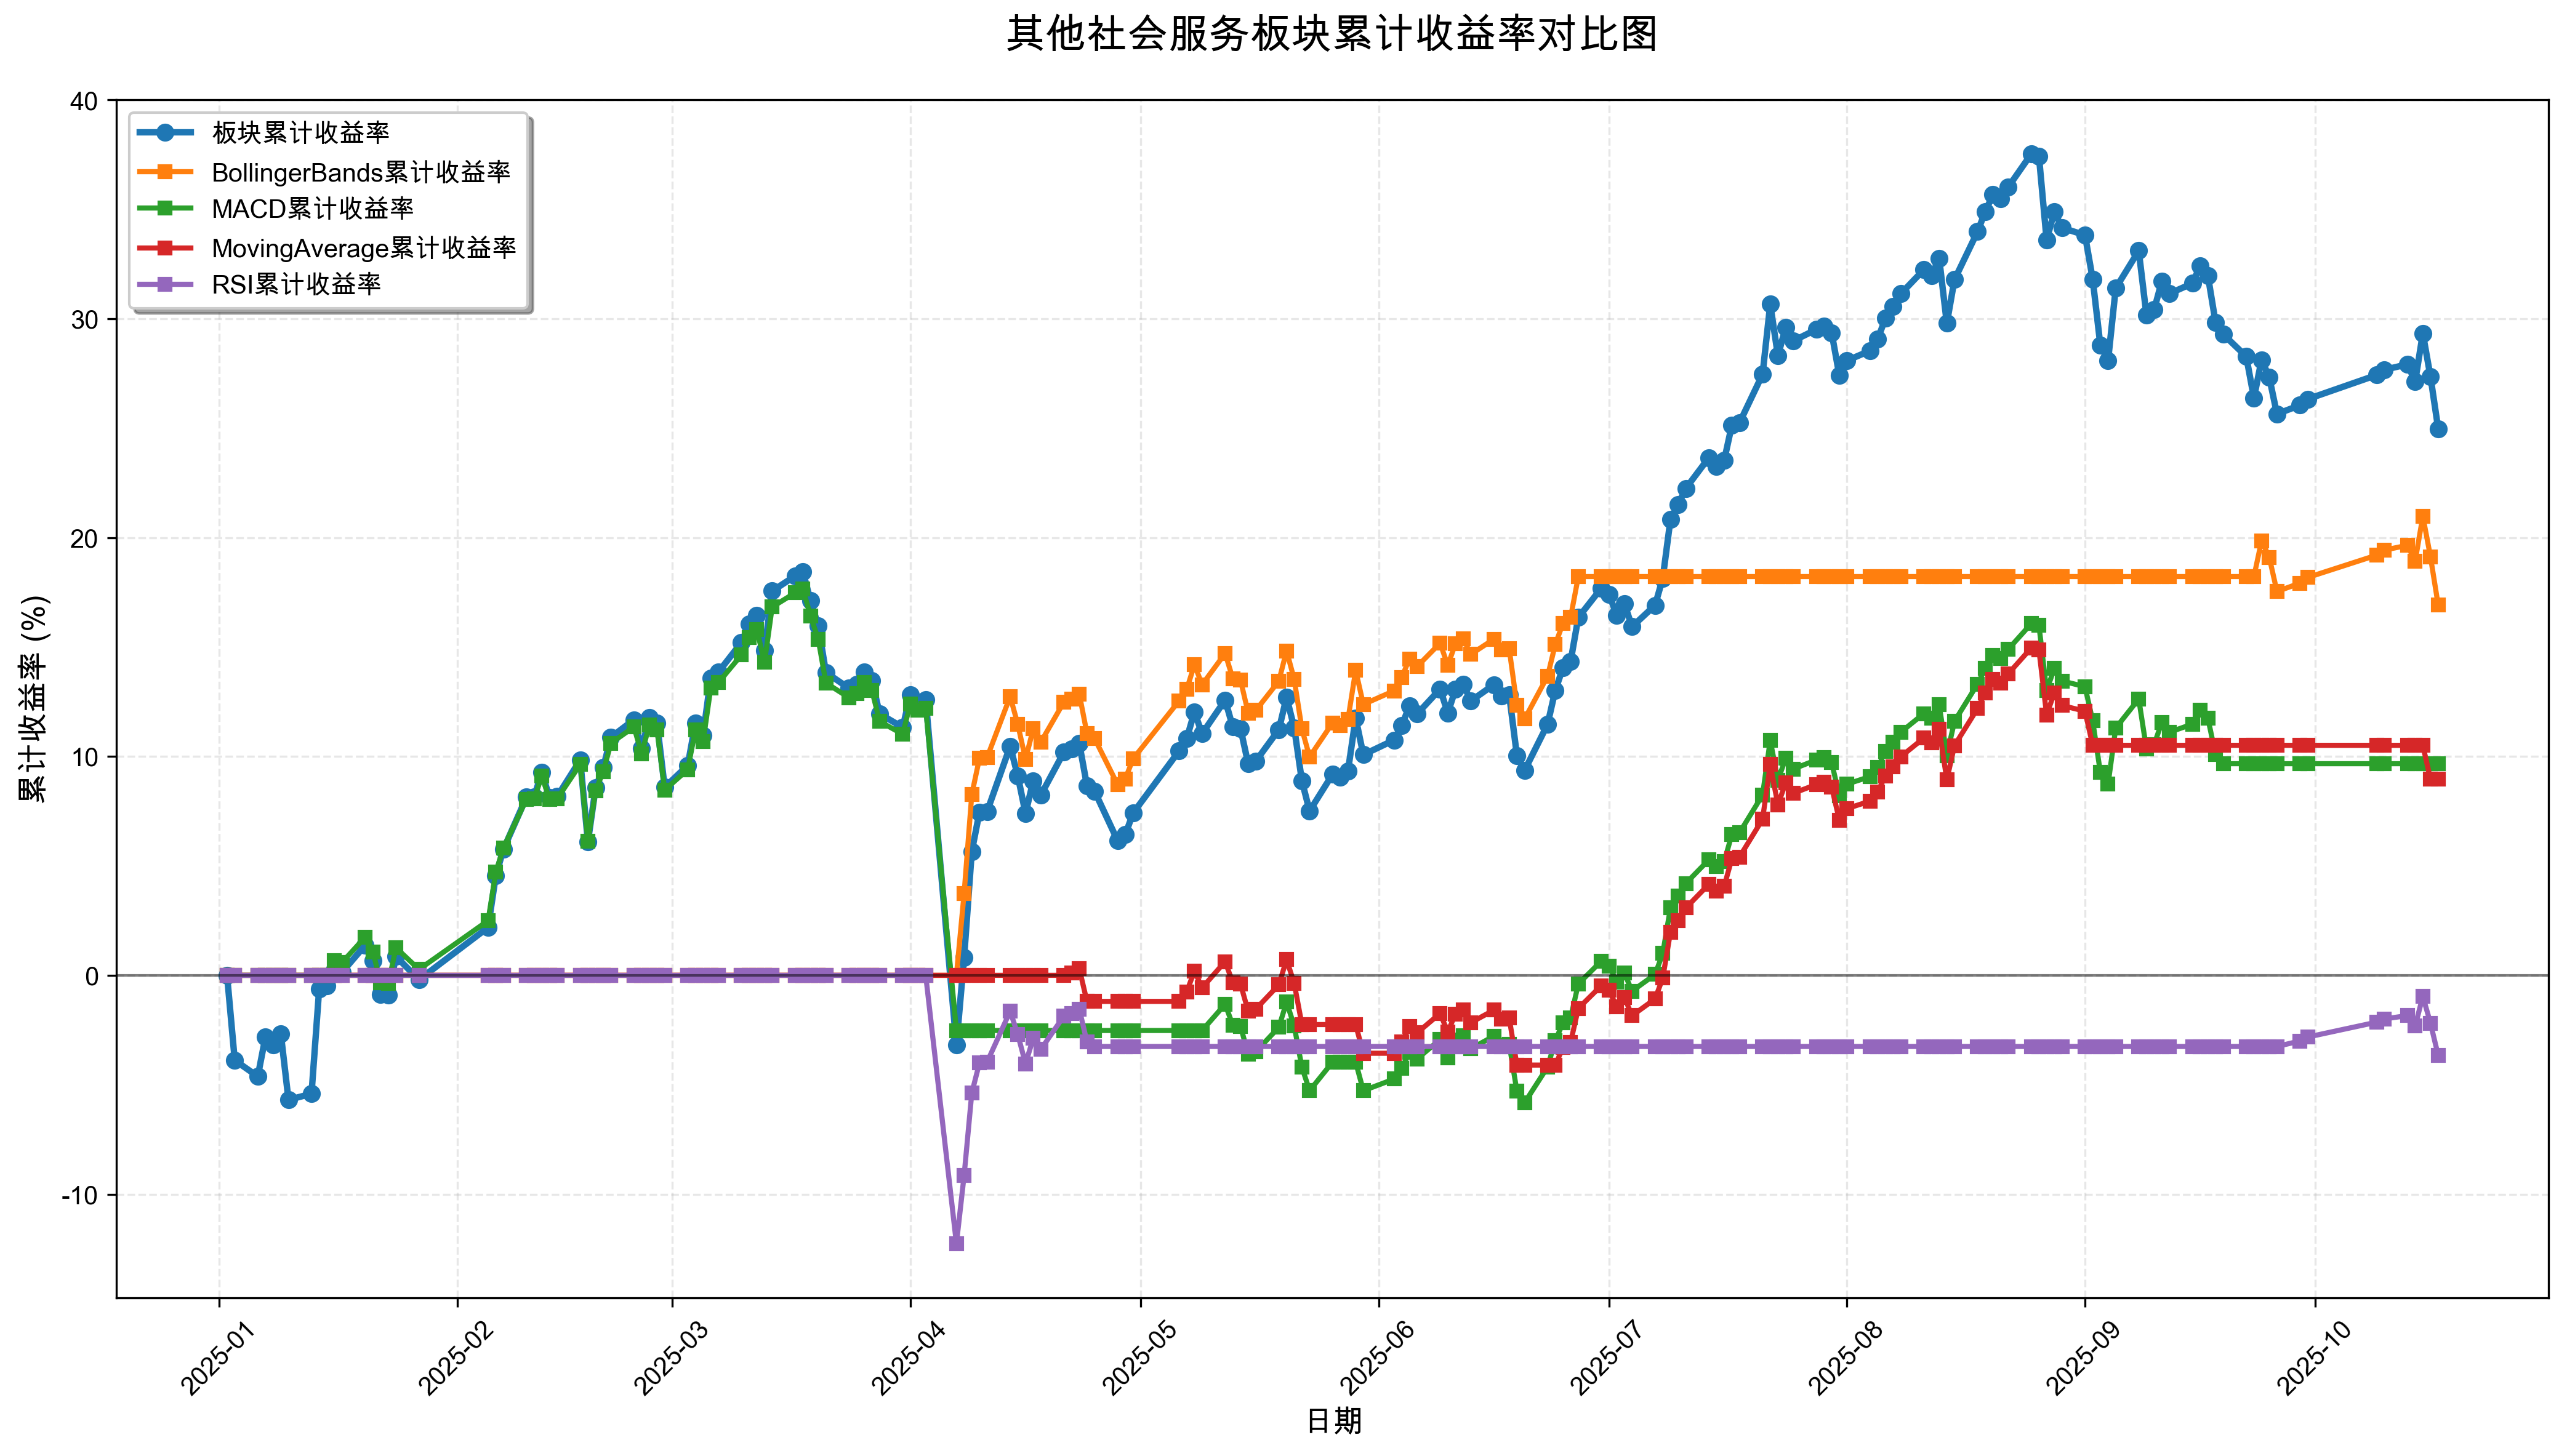 其他社会服务板块累计收益率对比图
板块累计收益率
BollingerBands累计收益率
MACD累计收益率
MovingAverage累计收益率
RSI累计收益率
累计收益率 (%)
40
30
20
10
0
-10
2025-01
2025-02
2025-03
2025-04
2025-05
2025-06
2025-07
2025-08
2025-09
2025-10
日期